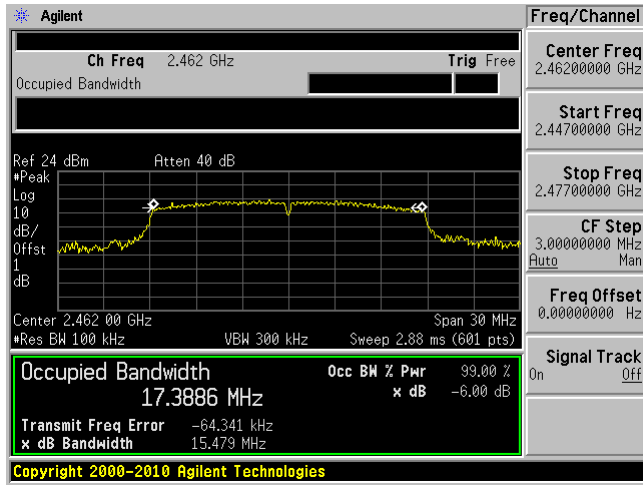 Agilent
Freq/Channel
Ch Freq 2.462 GHz Trig Free
Occupied Bandwidth
Center Freq
2.46200000 GHz
Start Freq
2.44700000 GHz
Stop Freq
2.47700000 GHz
CF Step
3.00000000 MHz
Auto Man
Freq Offset
0.00000000 Hz
Signal Track
On Off
Ref 24 dBm Atten 40 dB
#Peak
Log
10
dB/
Offst
1
dB
Center 2.462 00 GHz Span 30 MHz
#Res BW 100 kHz VBW 300 kHz Sweep 2.88 ms (601 pts)
Occupied Bandwidth Occ BW % Pwr 99.00 %
17.3886 MHz x dB -6.00 dB
Transmit Freq Error -64.341 kHz
x dB Bandwidth 15.479 MHz
Copyright 2000-2010 Agilent Technologies